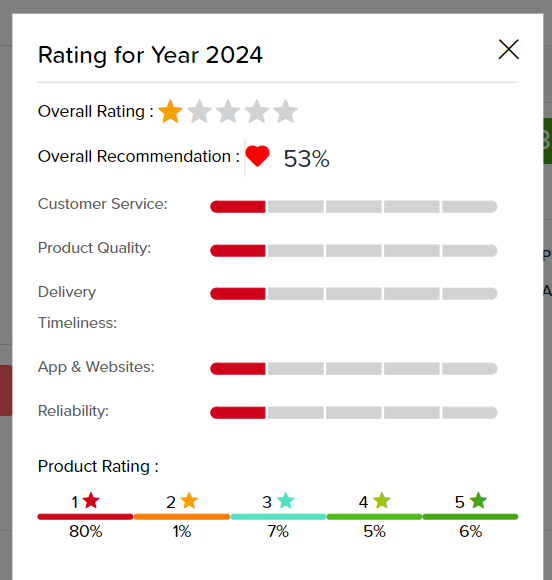 Rating for Year 2024
Overall Rating :
Overall Recommendation : 53%
Customer Service:
Product Quality:
Delivery
Timeliness:
App & Websites:
Reliability:
Product Rating :
1 2 3 4 5
80% 1% 7% 5% 6%